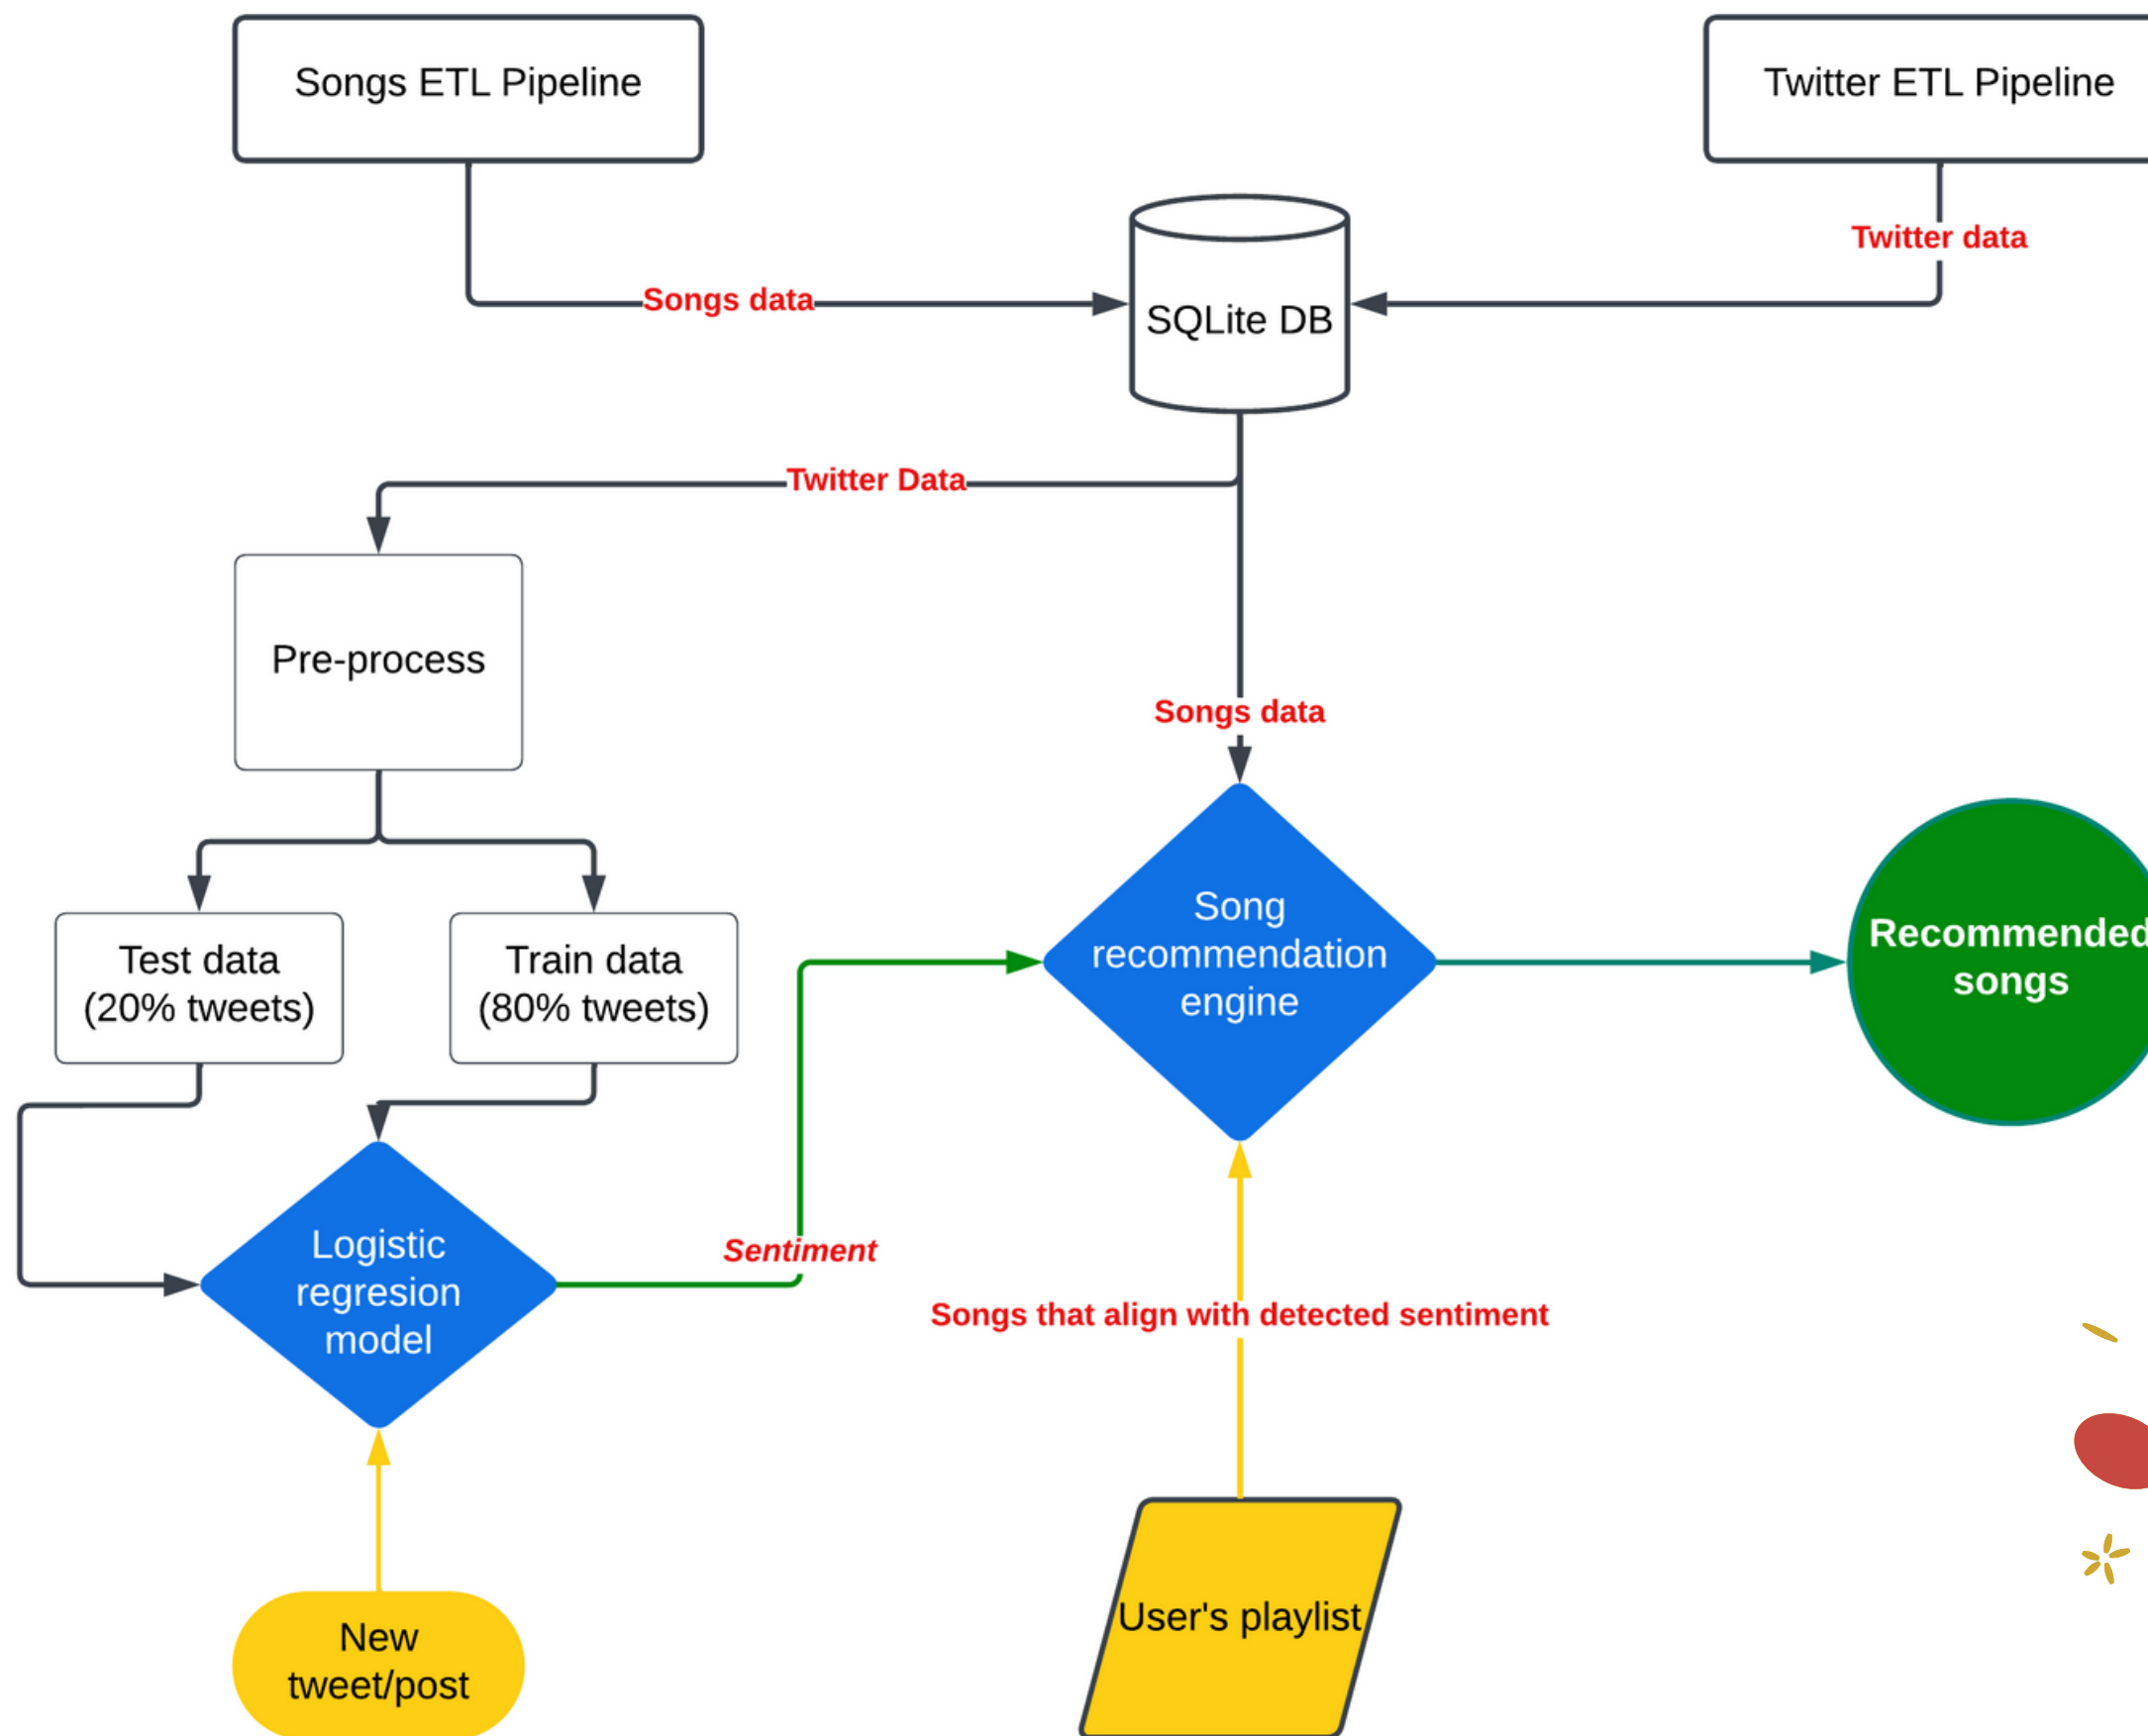 Songs ETL Pipeline
Twitter ETL Pipeline
Twitter data
Songs data
SQLite DB
Twitter Data
Pre-process
Songs data
Test data
(20% tweets)
Train data
(80% tweets)
Song
recommendation
engine
Recommended
songs
Logistic
regresion
model
Sentiment
Songs that align with detected sentiment
New
tweet/post
User's playlist